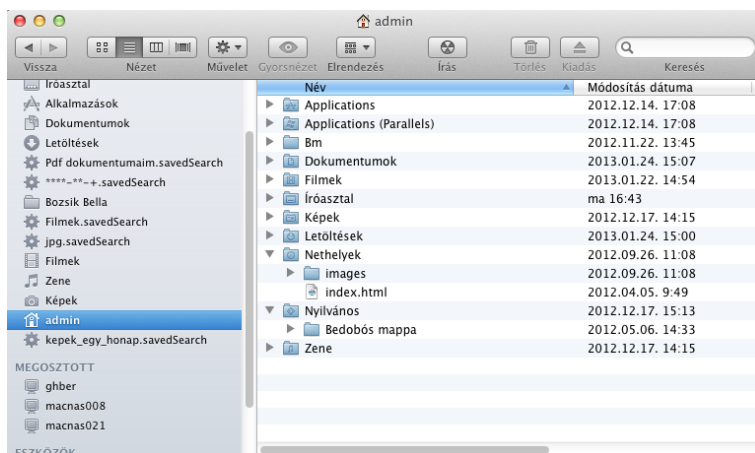 admin
Vissza Nézet Művelet Gyorsnézet Elrendezés Írás Törlés Kiadás Keresés
Íróasztal
Alkalmazások
Dokumentumok
Letöltések
Pdf dokumentumaim.savedSearch
****-**-+.savedSearch
Bozsik Bella
Filmek.savedSearch
jpg.savedSearch
Filmek
Zene
Képek
admin
kepek_egy_honap.savedSearch
MEGOSZTOTT
ghber
macnas008
macnas021
ESZKÖZÖK
Név Módosítás dátuma
Applications 2012.12.14. 17:08
Applications (Parallels) 2012.12.14. 17:08
Bm 2012.11.22. 13:45
Dokumentumok 2013.01.24. 15:07
Filmek 2013.01.22. 14:54
Íróasztal ma 16:43
Képek 2012.12.17. 14:15
Letöltések 2013.01.24. 15:00
Nethelyek 2012.09.26. 11:08
images 2012.09.26. 11:08
index.html 2012.04.05. 9:49
Nyilvános 2012.12.17. 15:13
Bedobós mappa 2012.05.06. 14:33
Zene 2012.12.17. 14:15